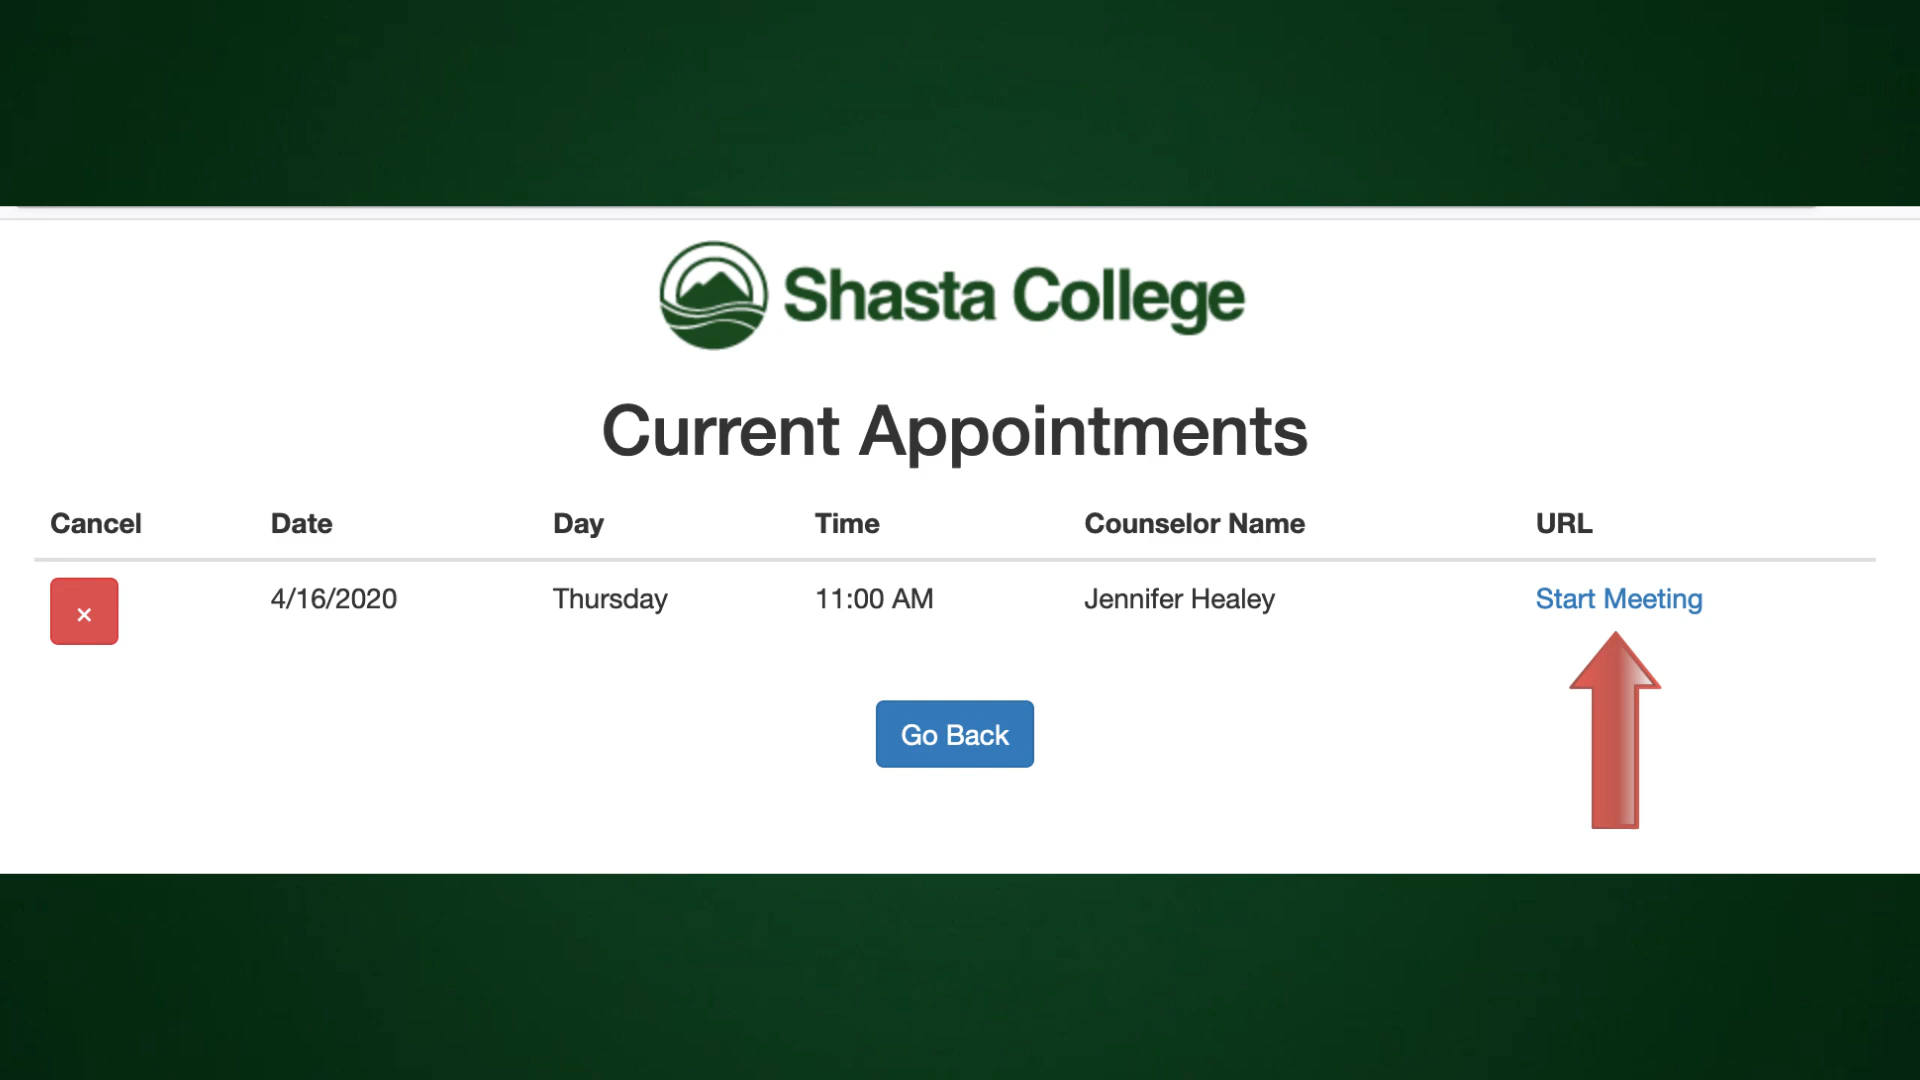 Shasta College
Current Appointments
Cancel Date Day Time Counselor Name URL
× 4/16/2020 Thursday 11:00 AM Jennifer Healey Start Meeting
Go Back